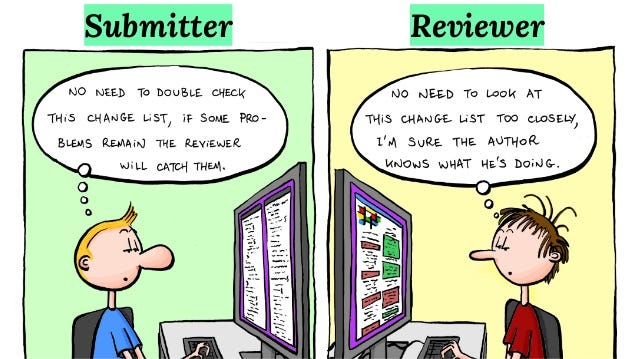 Submitter
NO NEED TO DOUBLE CHECK
THIS CHANGE LIST, IF SOME PRO-
BLEMS REMAIN THE REVIEWER
WILL CATCH THEM.
Reviewer
NO NEED TO LOOK AT
THIS CHANGE LIST TOO CLOSELY,
I'M SURE THE AUTHOR
KNOWS WHAT HE'S DOING.